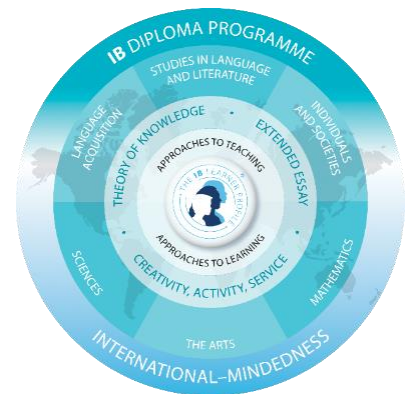 IB DIPLOMA PROGRAMME
STUDIES IN LANGUAGE
AND LITERATURE
LANGUAGE
ACQUISITION
INDIVIDUALS
AND SOCIETIES
THEORY OF KNOWLEDGE
EXTENDED ESSAY
APPROACHES TO TEACHING
THE IB LEARNER PROFILE
APPROACHES TO LEARNING
CREATIVITY, ACTIVITY, SERVICE
SCIENCES
MATHEMATICS
THE ARTS
INTERNATIONAL–MINDEDNESS